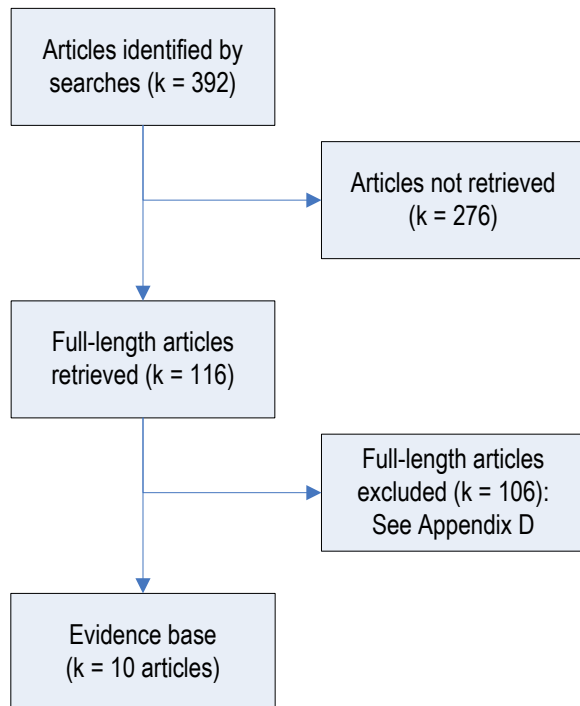 Articles identified by
searches (k = 392)
Articles not retrieved
(k = 276)
Full-length articles
retrieved (k = 116)
Full-length articles
excluded (k = 106):
See Appendix D
Evidence base
(k = 10 articles)